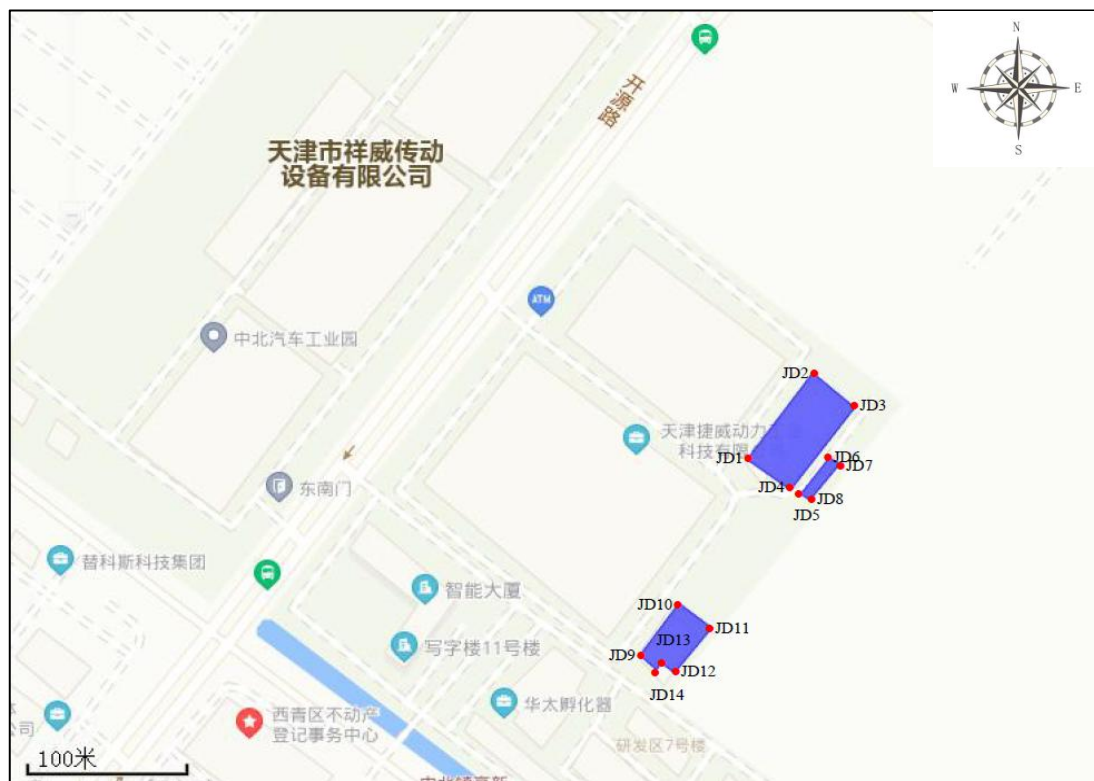 N
W
E
S
开源路
天津市祥威传动
设备有限公司
ATM
中北汽车工业园
JD2
JD3
天津捷威动力工
科技有限
JD1
JD6
JD7
JD4
JD8
JD5
东南门
替科斯科技集团
智能大厦
JD10
JD11
JD13
写字楼11号楼
JD9
JD12
JD14
华太孵化器
西青区不动产
登记事务中心
公司
研发区7号楼
100米